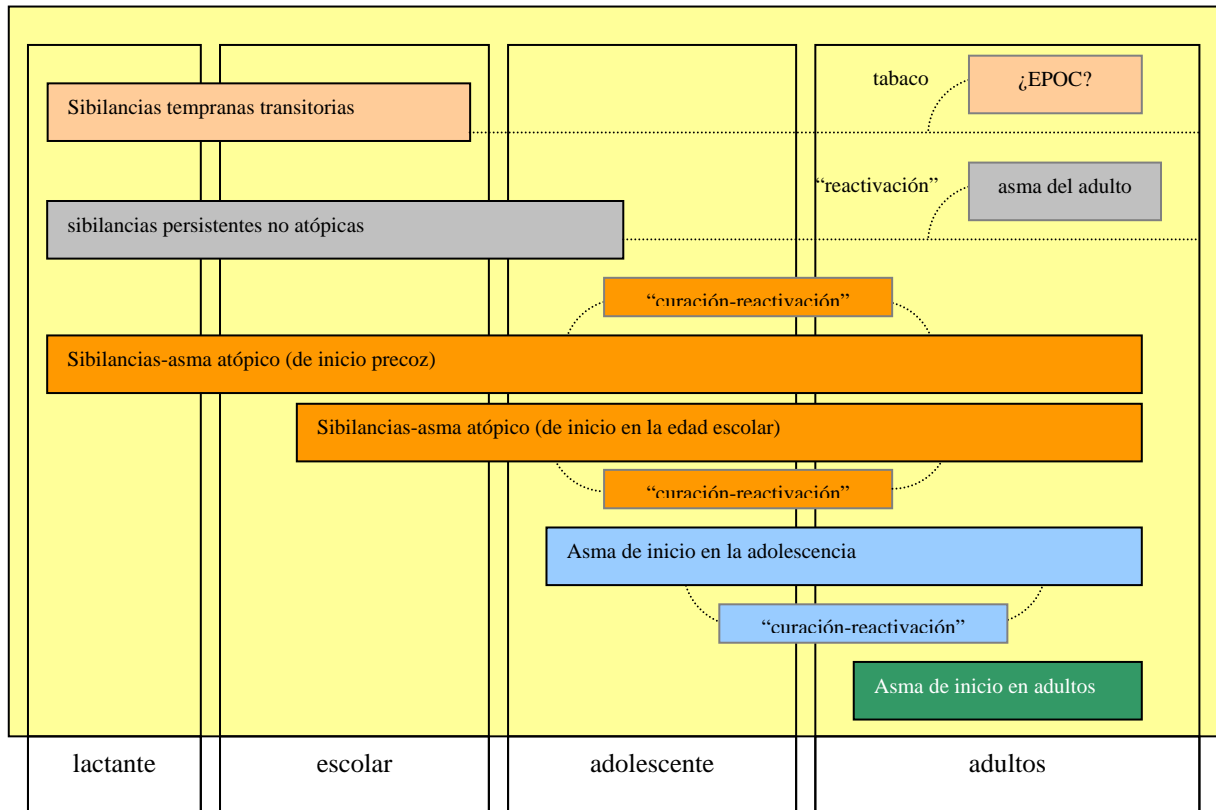 tabaco
¿EPOC?
Sibilancias tempranas transitorias
“reactivación”
asma del adulto
sibilancias persistentes no atópicas
“curación-reactivación”
Sibilancias-asma atópico (de inicio precoz)
Sibilancias-asma atópico (de inicio en la edad escolar)
“curación-reactivación”
Asma de inicio en la adolescencia
“curación-reactivación”
Asma de inicio en adultos
lactante
escolar
adolescente
adultos